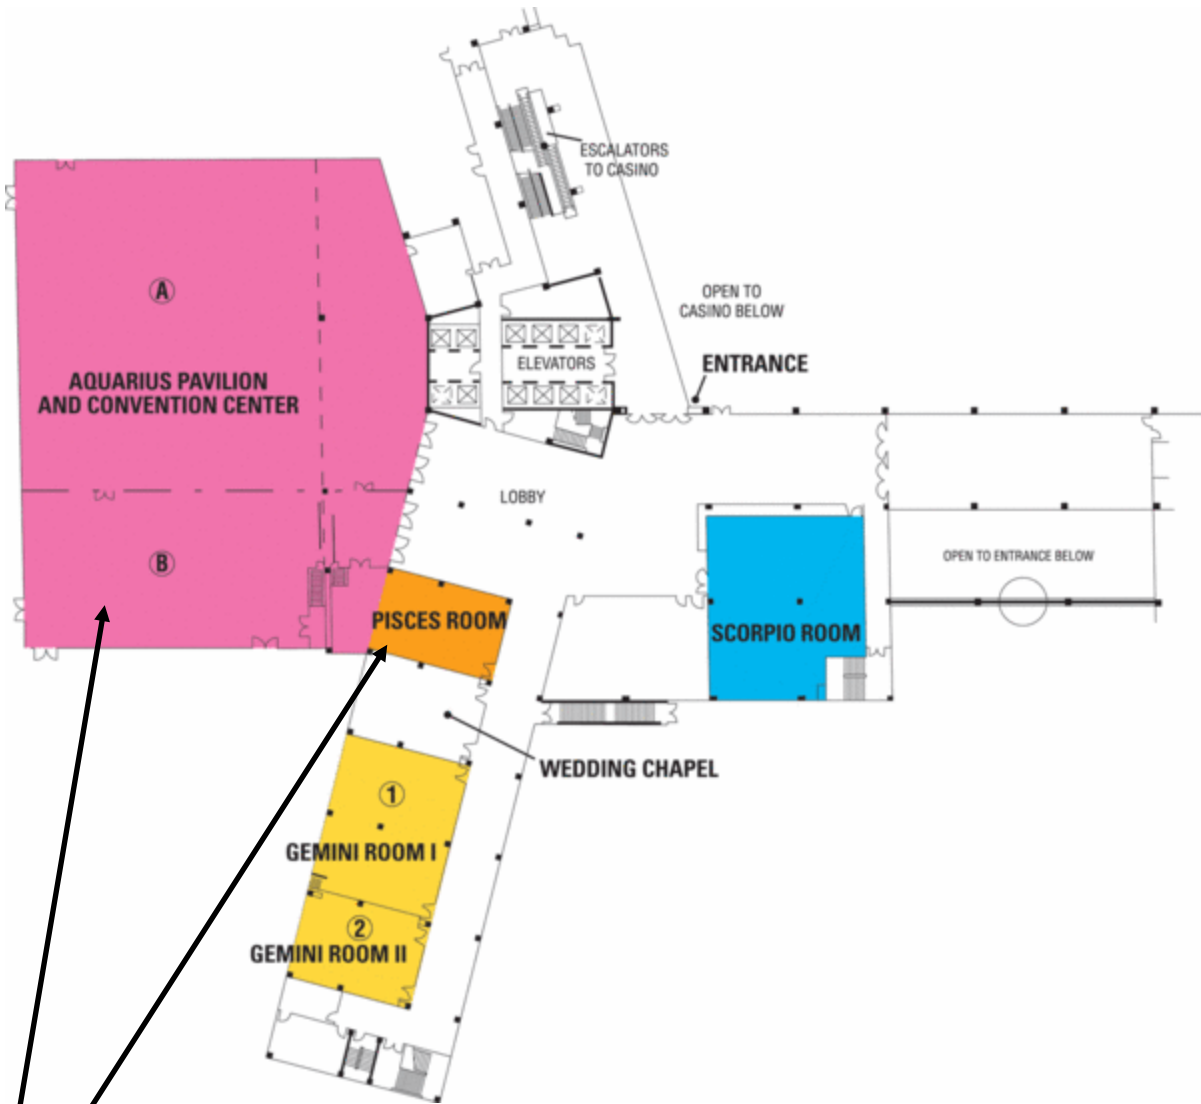 ESCALATORS
TO CASINO
OPEN TO
CASINO BELOW
ENTRANCE
ELEVATORS
A
AQUARIUS PAVILION
AND CONVENTION CENTER
LOBBY
B
OPEN TO ENTRANCE BELOW
PISCES ROOM
SCORPIO ROOM
WEDDING CHAPEL
1
GEMINI ROOM I
2
GEMINI ROOM II